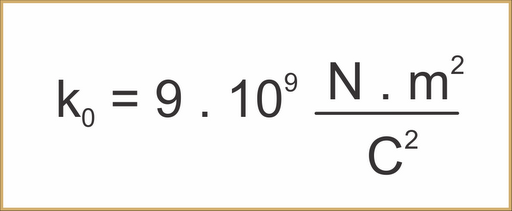 k₀ = 9 . 10⁹ N . m² / C²